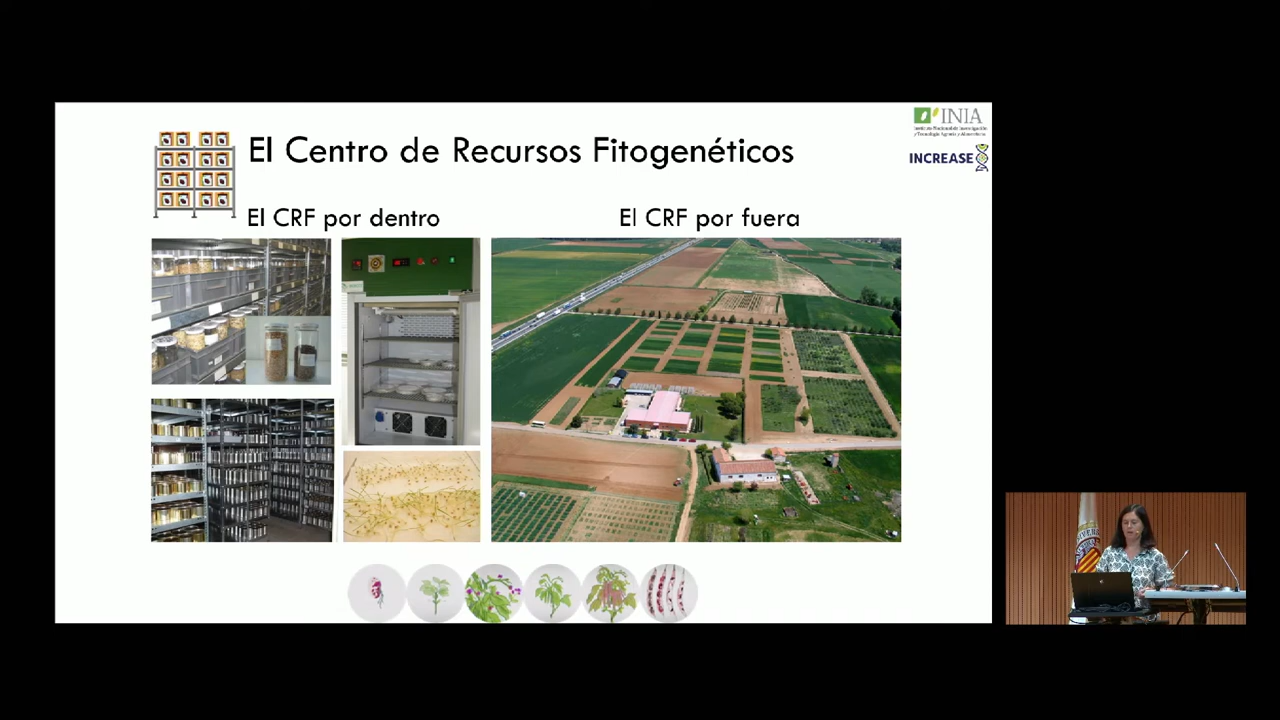 El Centro de Recursos Fitogenéticos
INIA
Instituto Nacional de Investigación
y Tecnología Agraria y Alimentaria
INCREASE
El CRF por dentro
El CRF por fuera